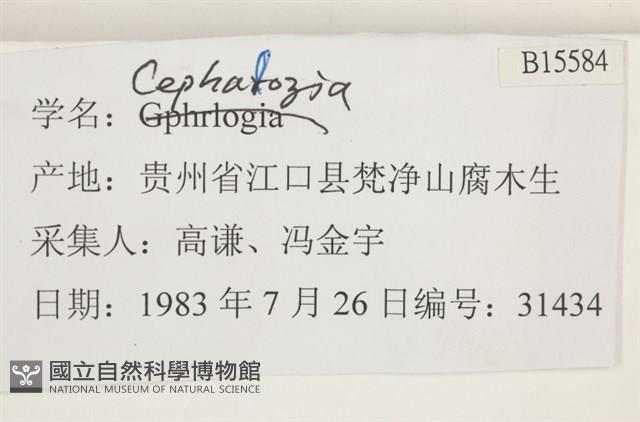 B15584
Cephalozia
学名：Gphrlogia
产地：贵州省江口县梵净山腐木生
采集人：高谦、冯金宇
日期：1983 年 7 月 26 日编号：31434
國立自然科學博物館
NATIONAL MUSEUM OF NATURAL SCIENCE